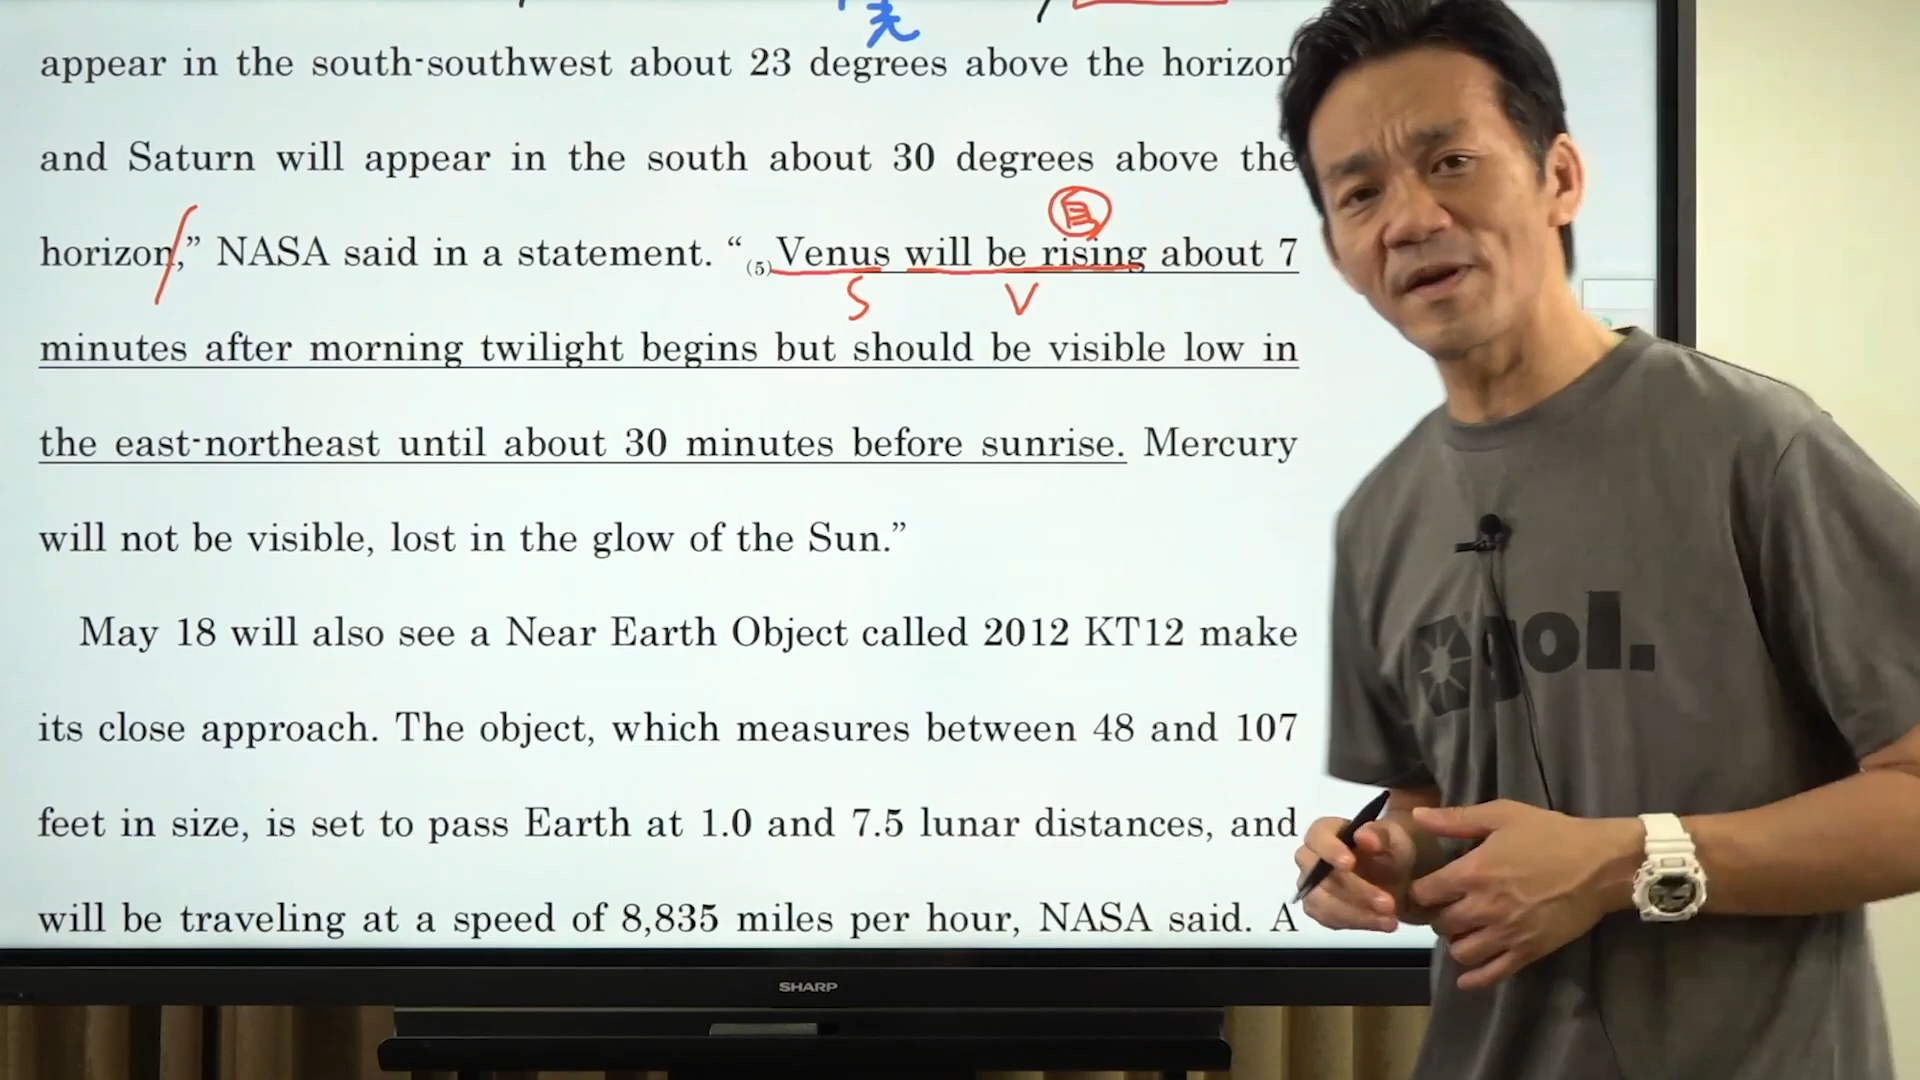 完
appear in the south-southwest about 23 degrees above the horizon
and Saturn will appear in the south about 30 degrees above the
自
horizon,” NASA said in a statement. “(5)Venus will be rising about 7
S V
minutes after morning twilight begins but should be visible low in
the east-northeast until about 30 minutes before sunrise. Mercury
will not be visible, lost in the glow of the Sun.”
May 18 will also see a Near Earth Object called 2012 KT12 make
its close approach. The object, which measures between 48 and 107
feet in size, is set to pass Earth at 1.0 and 7.5 lunar distances, and
will be traveling at a speed of 8,835 miles per hour, NASA said. A
SHARP
gol.